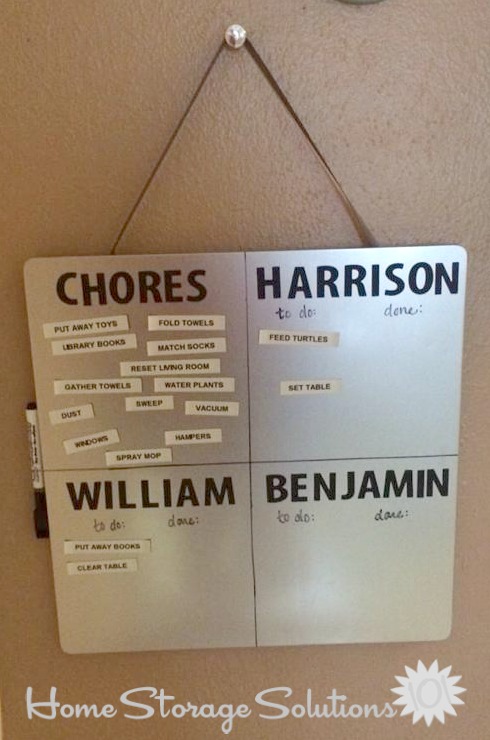 CHORES
PUT AWAY TOYS
FOLD TOWELS
LIBRARY BOOKS
MATCH SOCKS
RESET LIVING ROOM
GATHER TOWELS
WATER PLANTS
DUST
SWEEP
VACUUM
WINDOWS
HAMPERS
SPRAY MOP
HARRISON
to do: done:
FEED TURTLES
SET TABLE
WILLIAM
to do: done:
PUT AWAY BOOKS
CLEAR TABLE
BENJAMIN
to do: done:
Home Storage Solutions 101